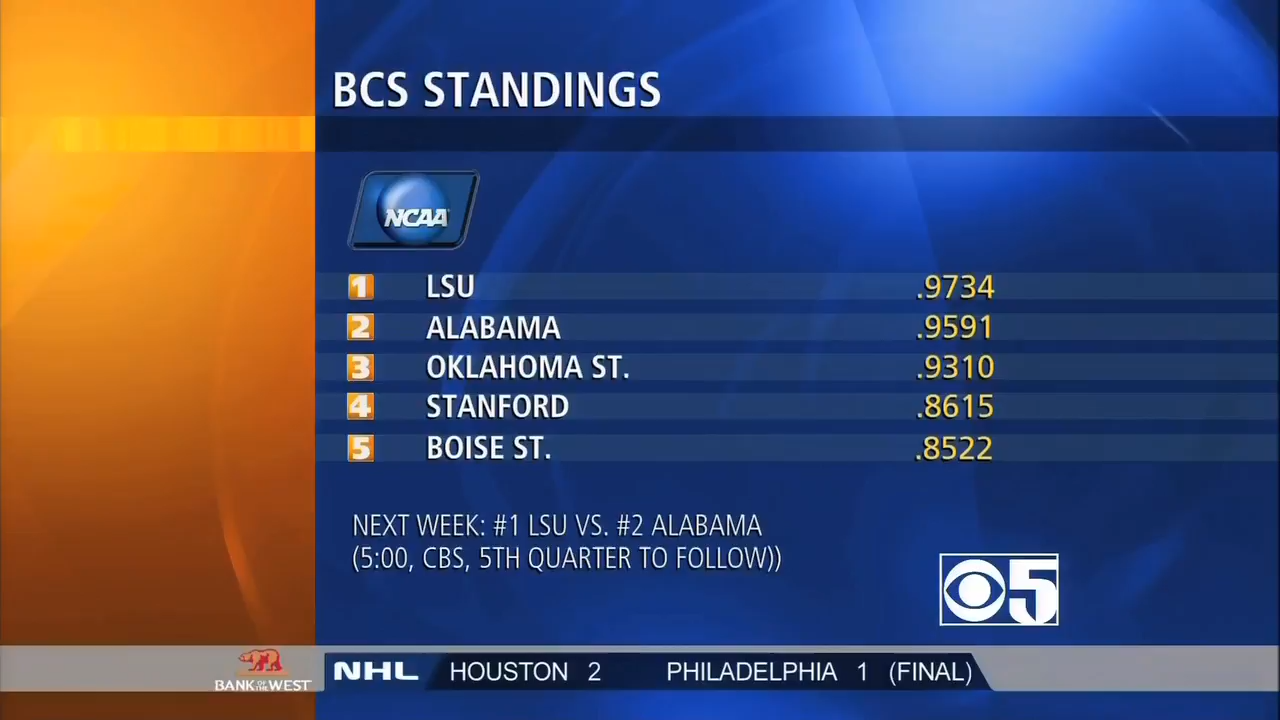 BCS STANDINGS
NCAA
1 LSU .9734
2 ALABAMA .9591
3 OKLAHOMA ST. .9310
4 STANFORD .8615
5 BOISE ST. .8522
NEXT WEEK: #1 LSU VS. #2 ALABAMA
(5:00, CBS, 5TH QUARTER TO FOLLOW))
5
BANK OF THE WEST
NHL HOUSTON 2 PHILADELPHIA 1 (FINAL)